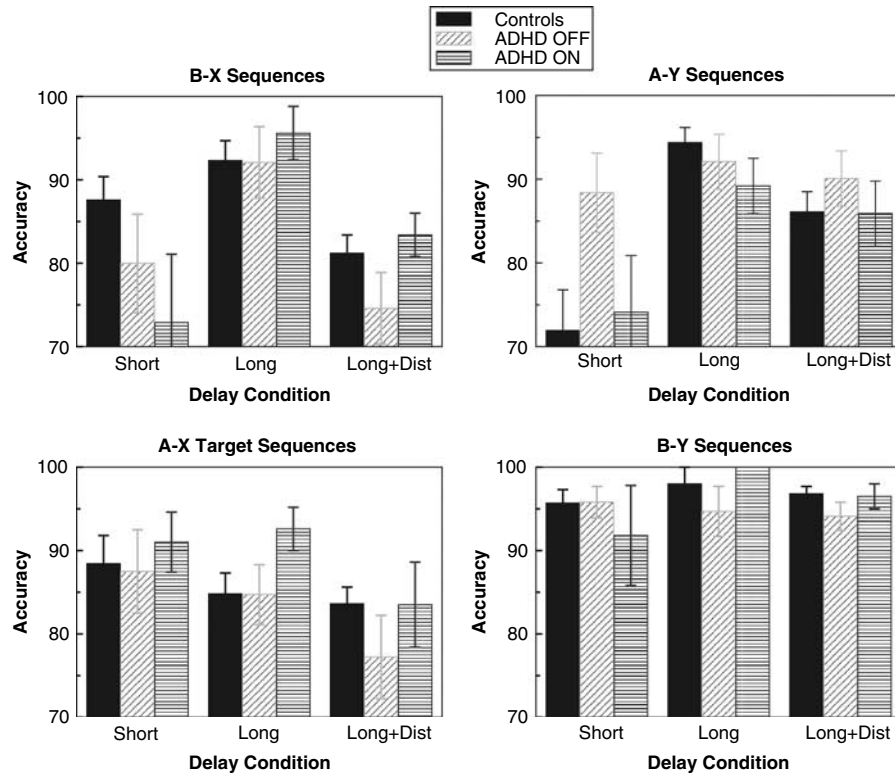 Controls
ADHD OFF
ADHD ON
B-X Sequences
100
90
80
70
Accuracy
Short Long Long+Dist
Delay Condition
A-Y Sequences
100
90
80
70
Accuracy
Short Long Long+Dist
Delay Condition
A-X Target Sequences
100
90
80
70
Accuracy
Short Long Long+Dist
Delay Condition
B-Y Sequences
100
90
80
70
Accuracy
Short Long Long+Dist
Delay Condition